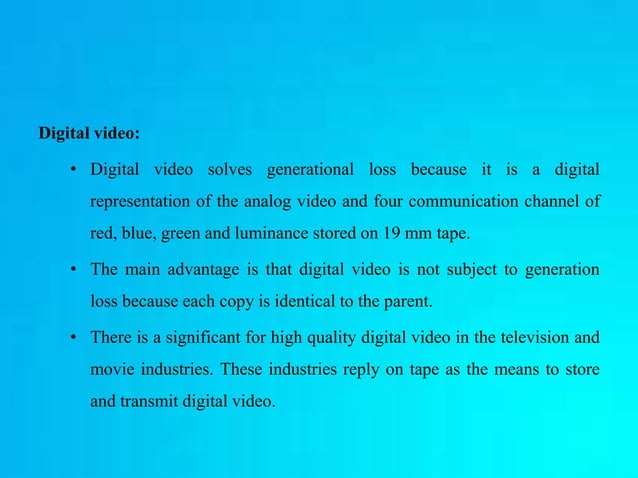 Digital video:
• Digital video solves generational loss because it is a digital
representation of the analog video and four communication channel of
red, blue, green and luminance stored on 19 mm tape.
• The main advantage is that digital video is not subject to generation
loss because each copy is identical to the parent.
• There is a significant for high quality digital video in the television and
movie industries. These industries reply on tape as the means to store
and transmit digital video.